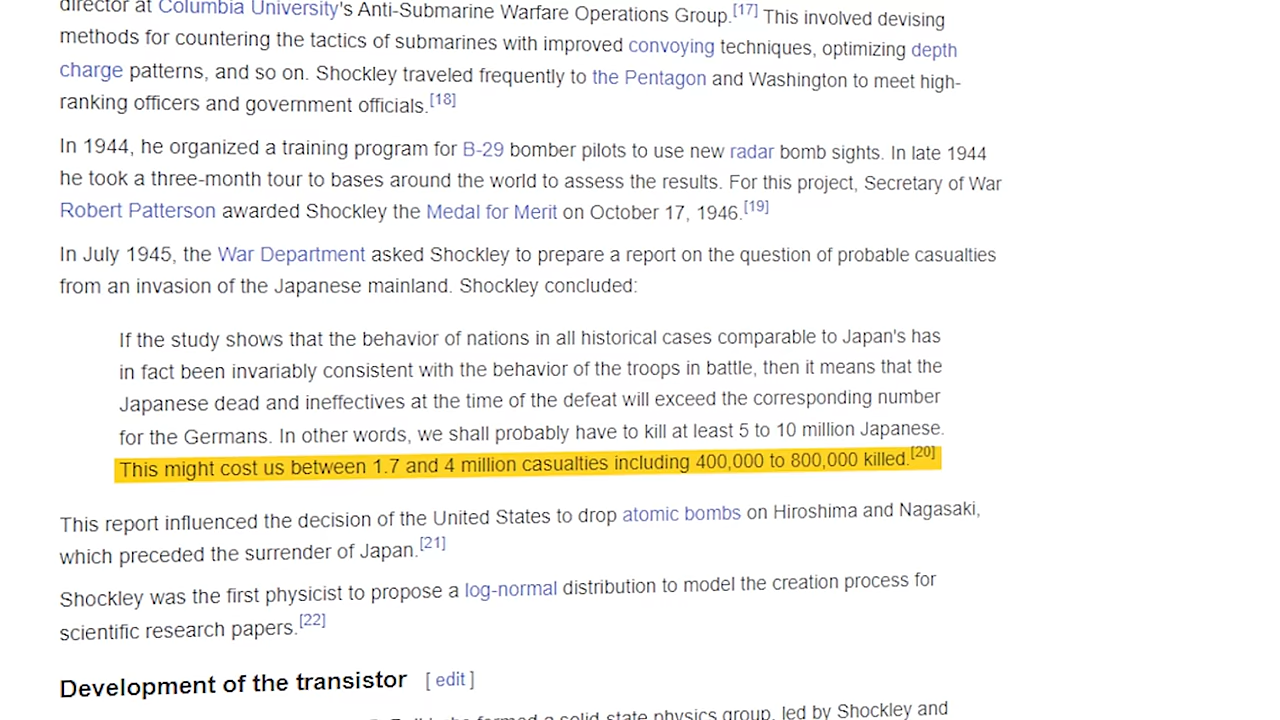 director at Columbia University's Anti-Submarine Warfare Operations Group.[17] This involved devising
methods for countering the tactics of submarines with improved convoying techniques, optimizing depth
charge patterns, and so on. Shockley traveled frequently to the Pentagon and Washington to meet high-
ranking officers and government officials.[18]
In 1944, he organized a training program for B-29 bomber pilots to use new radar bomb sights. In late 1944
he took a three-month tour to bases around the world to assess the results. For this project, Secretary of War
Robert Patterson awarded Shockley the Medal for Merit on October 17, 1946.[19]
In July 1945, the War Department asked Shockley to prepare a report on the question of probable casualties
from an invasion of the Japanese mainland. Shockley concluded:
If the study shows that the behavior of nations in all historical cases comparable to Japan's has
in fact been invariably consistent with the behavior of the troops in battle, then it means that the
Japanese dead and ineffectives at the time of the defeat will exceed the corresponding number
for the Germans. In other words, we shall probably have to kill at least 5 to 10 million Japanese.
This might cost us between 1.7 and 4 million casualties including 400,000 to 800,000 killed.[20]
This report influenced the decision of the United States to drop atomic bombs on Hiroshima and Nagasaki,
which preceded the surrender of Japan.[21]
Shockley was the first physicist to propose a log-normal distribution to model the creation process for
scientific research papers.[22]
Development of the transistor [ edit ]
formed a solid state physics group, led by Shockley and